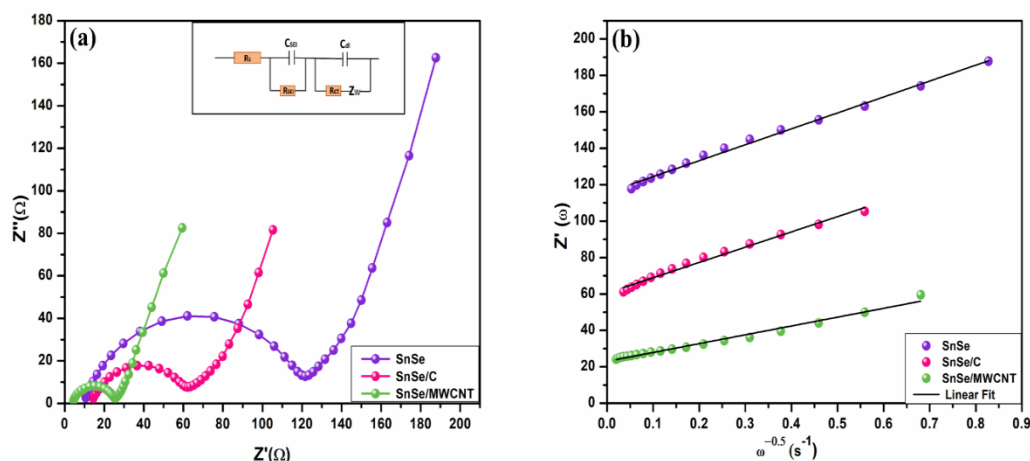 (a)
Rs
CSEI
RSEI
Cdl
Rct
ZW
Z''(Ω)
180
160
140
120
100
80
60
40
20
0
0 20 40 60 80 100 120 140 160 180 200
Z'(Ω)
SnSe
SnSe/C
SnSe/MWCNT
(b)
Z' (ω)
200
180
160
140
120
100
80
60
40
20
0
0.0 0.1 0.2 0.3 0.4 0.5 0.6 0.7 0.8 0.9
ω⁻⁰·⁵ (s⁻¹)
SnSe
SnSe/C
SnSe/MWCNT
Linear Fit